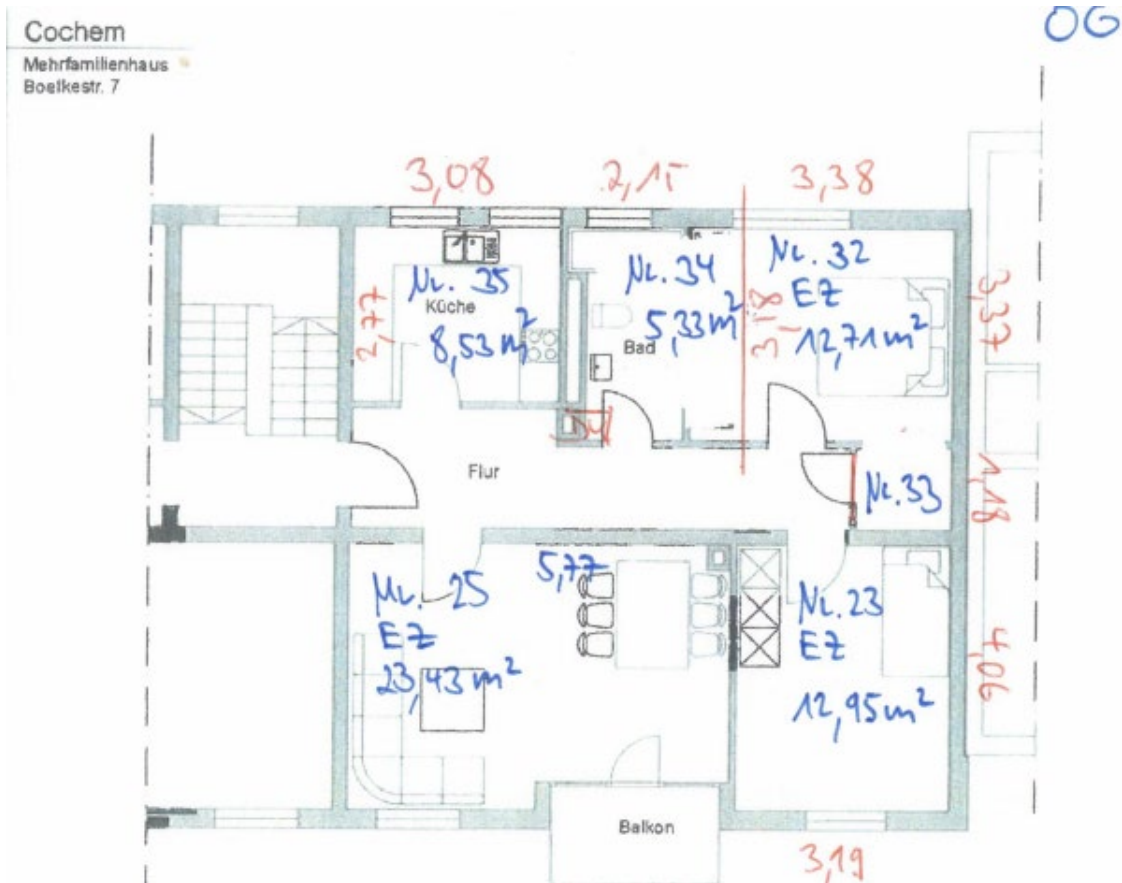 Cochem
OG
Mehrfamilienhaus
Boelkestr. 7
3,08
2,15
3,38
Nr. 35
Küche
8,53 m²
2,77
Nr. 34
5,33 m²
Bad
3,18
Nr. 32
EZ
12,71 m²
3,37
Flur
Nr. 33
1,18
5,77
Nr. 25
EZ
23,43 m²
Nr. 23
EZ
12,95 m²
4,06
Balkon
3,19